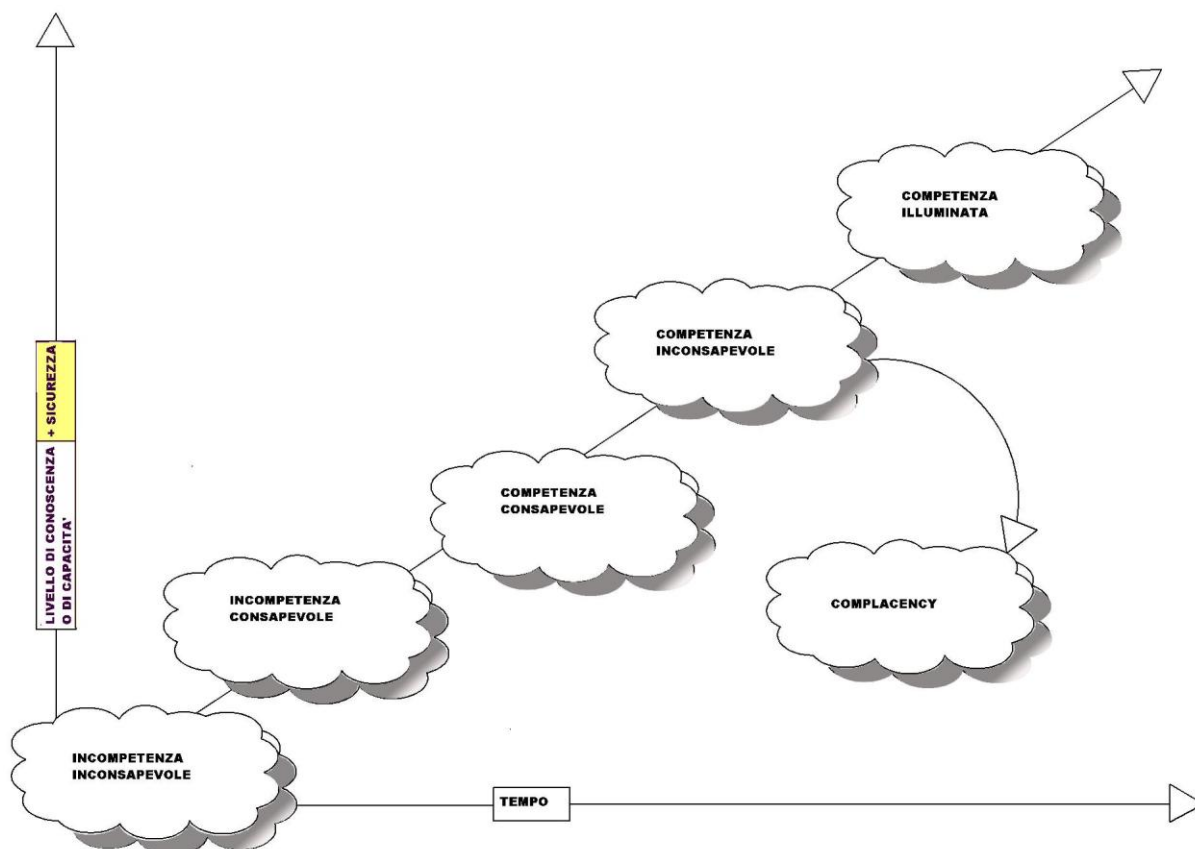 COMPETENZA
ILLUMINATA
COMPETENZA
INCONSAPEVOLE
LIVELLO DI CONOSCENZA
O DI CAPACITA'
+ SICUREZZA
COMPETENZA
CONSAPEVOLE
INCOMPETENZA
CONSAPEVOLE
COMPLACENCY
INCOMPETENZA
INCONSAPEVOLE
TEMPO